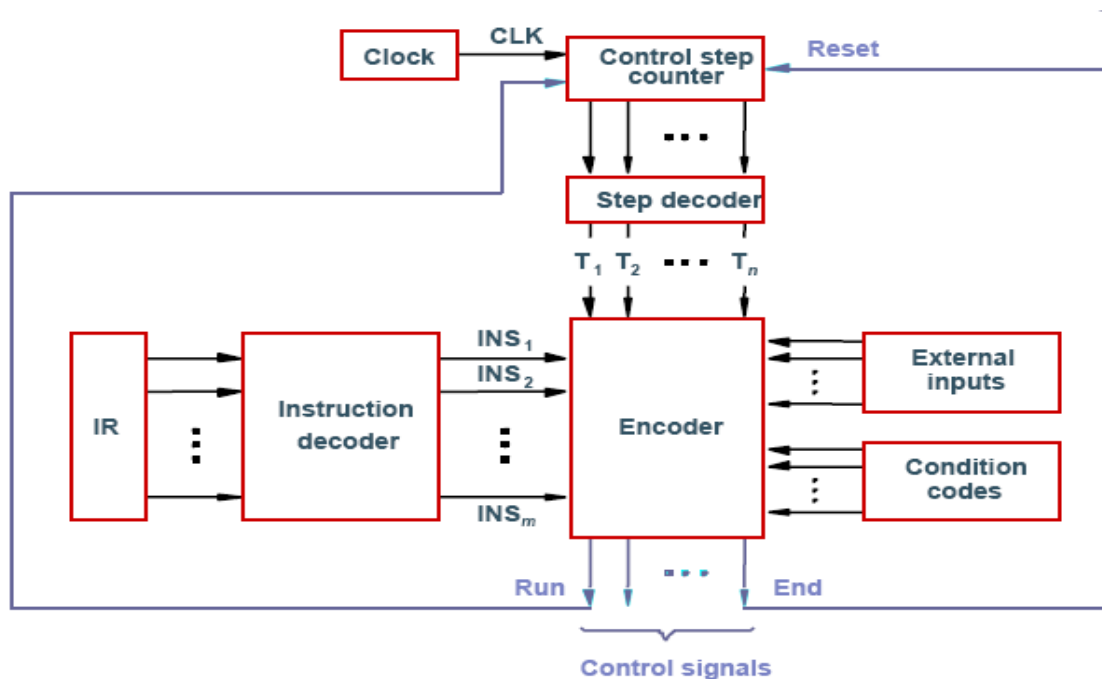 CLK
Clock
Control step
counter
Reset
Step decoder
T1 T2 Tn
IR
Instruction
decoder
INS1
INS2
INSm
Encoder
External
inputs
Condition
codes
Run
End
Control signals